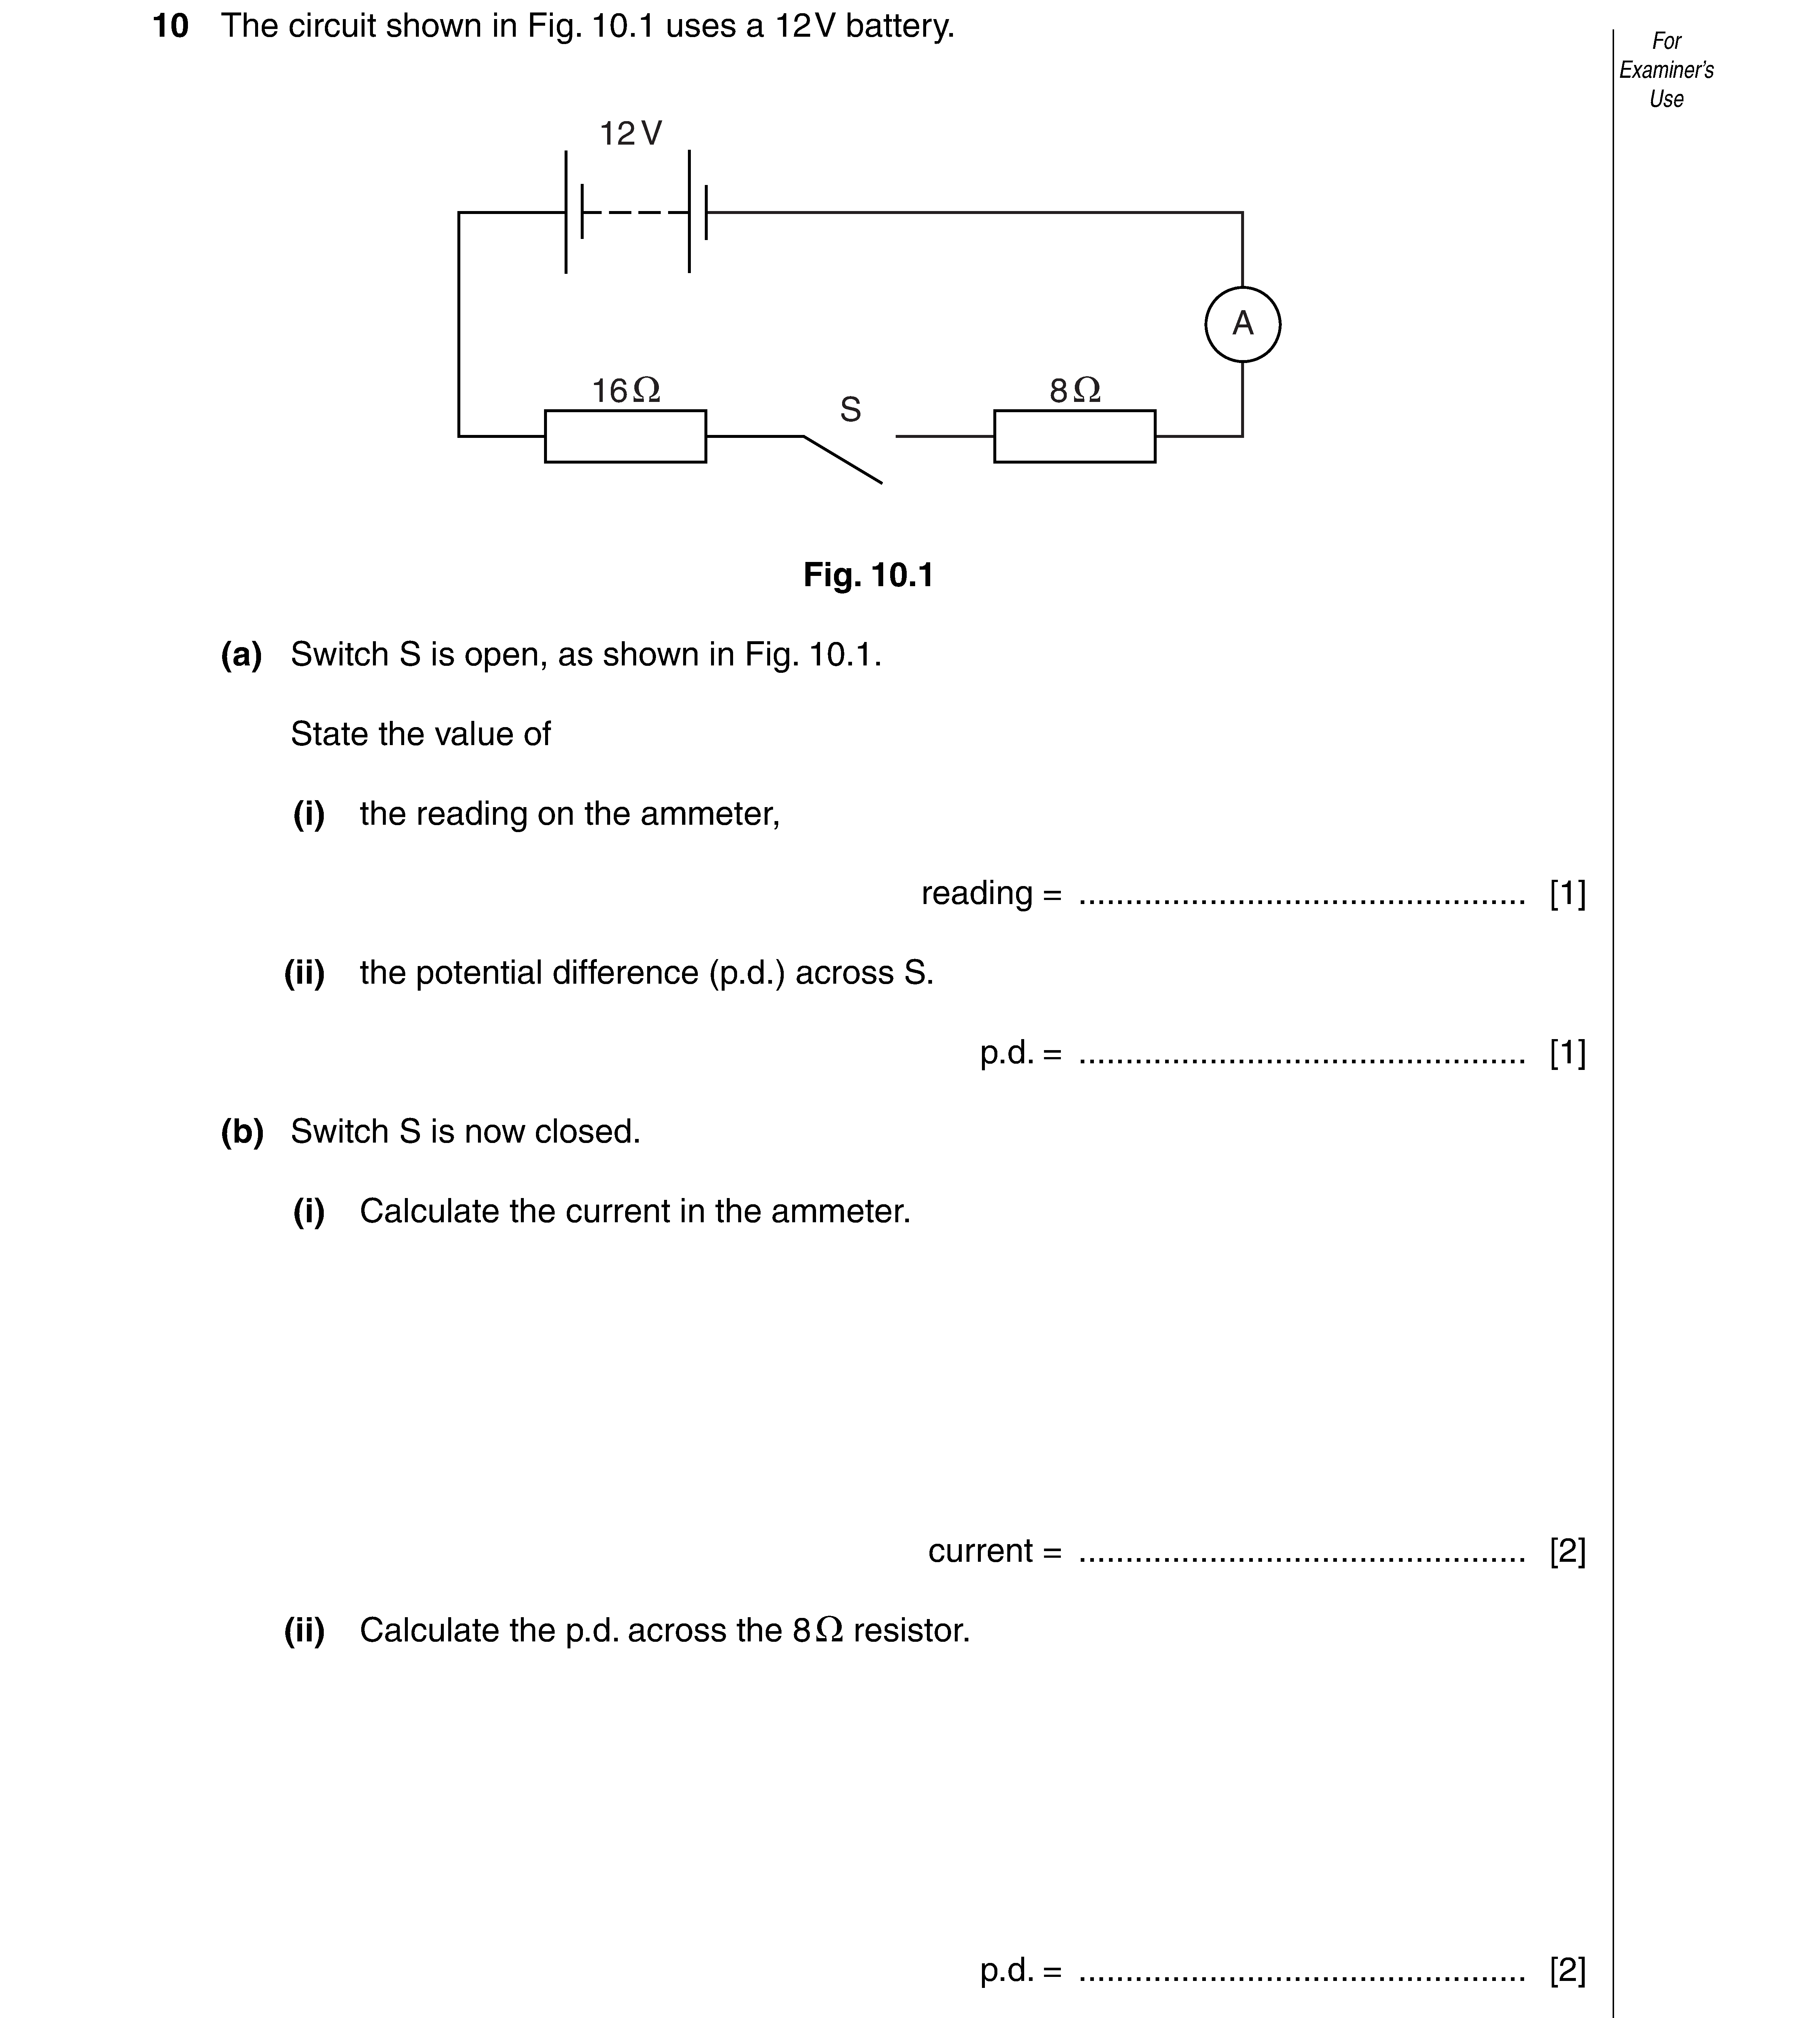 10 The circuit shown in Fig. 10.1 uses a 12V battery.
For
Examiner's
Use
12V
A
16Ω
S
8Ω
Fig. 10.1
(a) Switch S is open, as shown in Fig. 10.1.
State the value of
(i) the reading on the ammeter,
reading = ................................................ [1]
(ii) the potential difference (p.d.) across S.
p.d. = ................................................ [1]
(b) Switch S is now closed.
(i) Calculate the current in the ammeter.
current = ................................................ [2]
(ii) Calculate the p.d. across the 8Ω resistor.
p.d. = ................................................ [2]